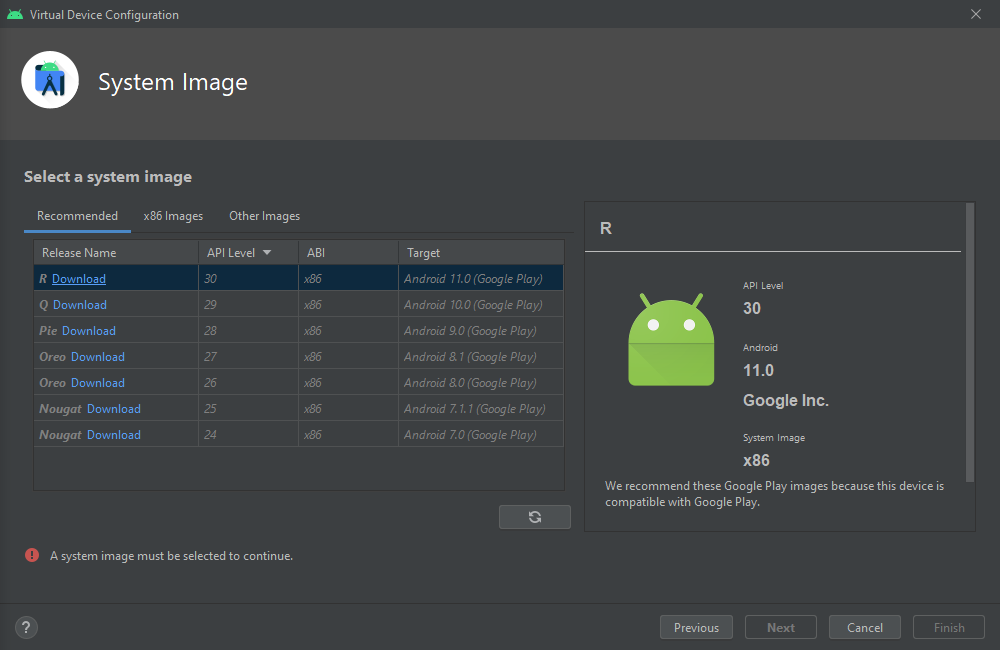 Virtual Device Configuration
System Image
Select a system image
Recommended x86 Images Other Images
Release Name API Level ABI Target
R Download 30 x86 Android 11.0 (Google Play)
Q Download 29 x86 Android 10.0 (Google Play)
Pie Download 28 x86 Android 9.0 (Google Play)
Oreo Download 27 x86 Android 8.1 (Google Play)
Oreo Download 26 x86 Android 8.0 (Google Play)
Nougat Download 25 x86 Android 7.1.1 (Google Play)
Nougat Download 24 x86 Android 7.0 (Google Play)
A system image must be selected to continue.
R
API Level
30
Android
11.0
Google Inc.
System Image
x86
We recommend these Google Play images because this device is
compatible with Google Play.
? Previous Next Cancel Finish